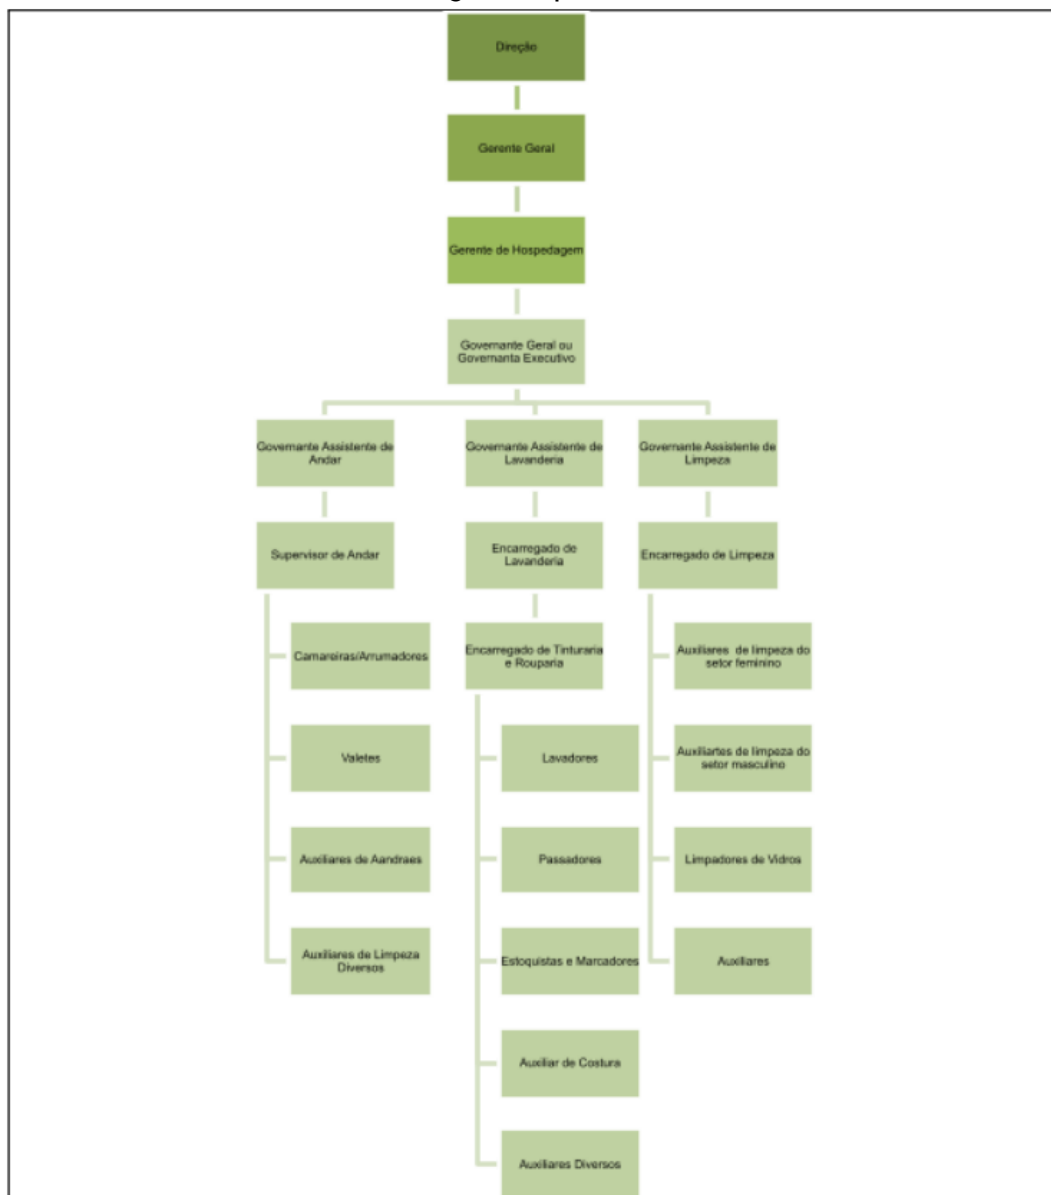 Direção
Gerente Geral
Gerente de Hospedagem
Governante Geral ou
Governanta Executivo
Governante Assistente de
Andar
Governante Assistente de
Lavanderia
Governante Assistente de
Limpeza
Supervisor de Andar
Encarregado de
Lavanderia
Encarregado de Limpeza
Camareiras/Arrumadores
Encarregado de Tinturaria
e Rouparia
Auxiliares de limpeza do
setor feminino
Valetes
Lavadores
Auxiliartes de limpeza do
setor masculino
Auxiliares de Aandraes
Passadores
Limpadores de Vidros
Auxiliares de Limpeza
Diversos
Estoquistas e Marcadores
Auxiliares
Auxiliar de Costura
Auxiliares Diversos